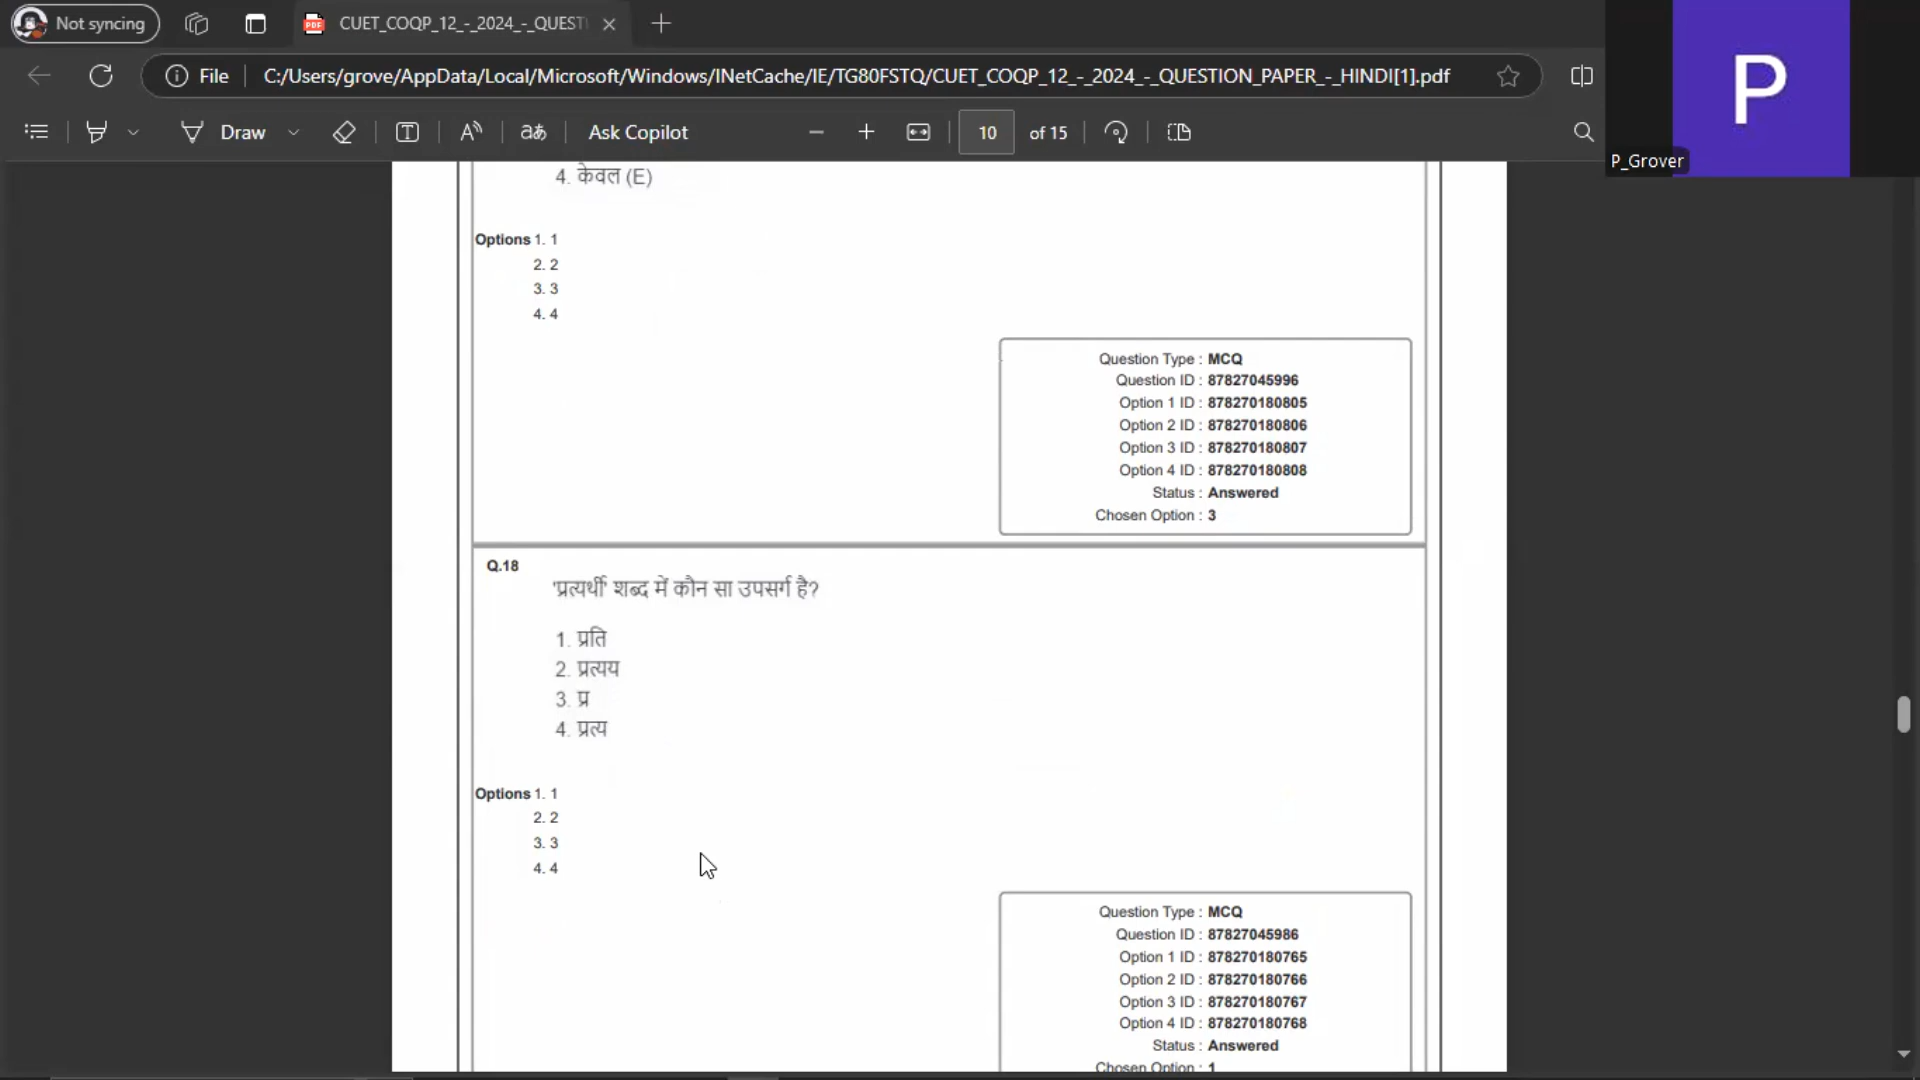 Not syncing
CUET_COQP_12_-_2024_-_QUEST
File
C:/Users/grove/AppData/Local/Microsoft/Windows/INetCache/IE/TG80FSTQ/CUET_COQP_12_-_2024_-_QUESTION_PAPER_-_HINDI[1].pdf
P
P_Grover
Draw
Ask Copilot
10 of 15
4. केवल (E)
Options 1. 1
2. 2
3. 3
4. 4
Question Type : MCQ
Question ID : 87827045996
Option 1 ID : 878270180805
Option 2 ID : 878270180806
Option 3 ID : 878270180807
Option 4 ID : 878270180808
Status : Answered
Chosen Option : 3
Q.18
'प्रत्यर्थी' शब्द में कौन सा उपसर्ग है?
1. प्रति
2. प्रत्यय
3. प्र
4. प्रत्य
Options 1. 1
2. 2
3. 3
4. 4
Question Type : MCQ
Question ID : 87827045986
Option 1 ID : 878270180765
Option 2 ID : 878270180766
Option 3 ID : 878270180767
Option 4 ID : 878270180768
Status : Answered
Chosen Option : 1